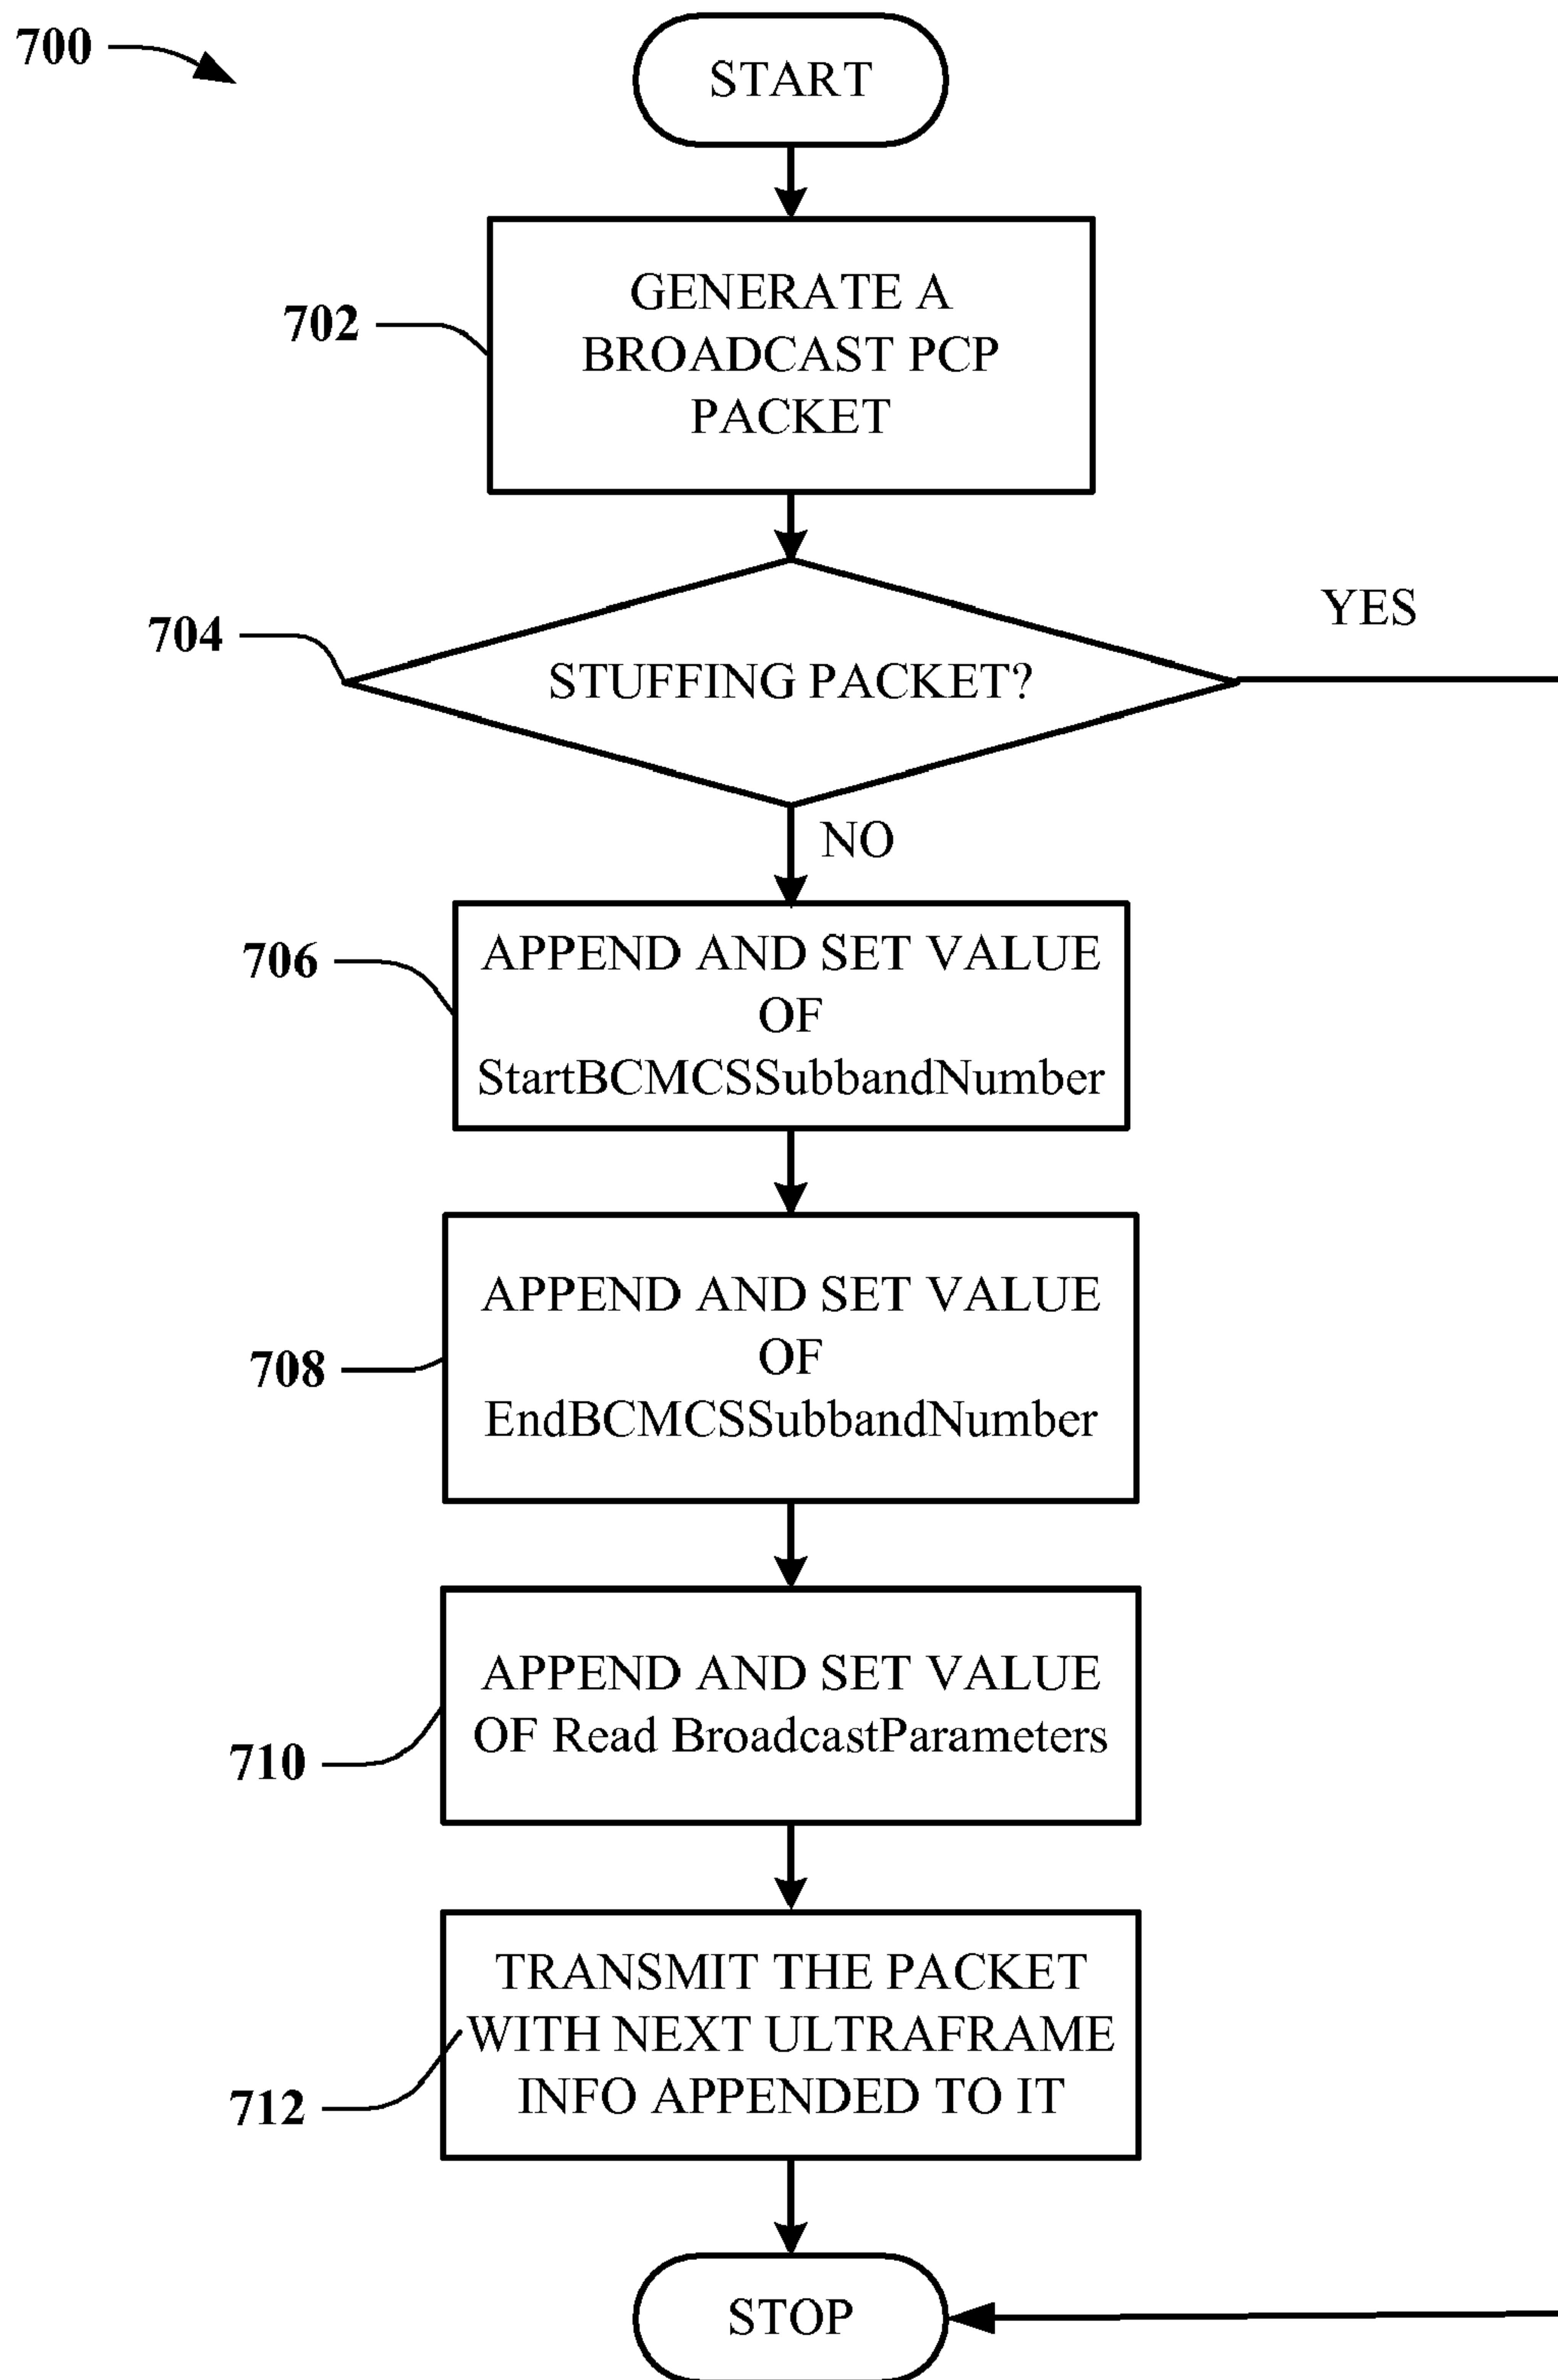 700
START
702
GENERATE A
BROADCAST PCP
PACKET
704
STUFFING PACKET?
YES
NO
706
APPEND AND SET VALUE
OF
StartBCMCSSubbandNumber
708
APPEND AND SET VALUE
OF
EndBCMCSSubbandNumber
710
APPEND AND SET VALUE
OF Read BroadcastParameters
712
TRANSMIT THE PACKET
WITH NEXT ULTRAFRAME
INFO APPENDED TO IT
STOP